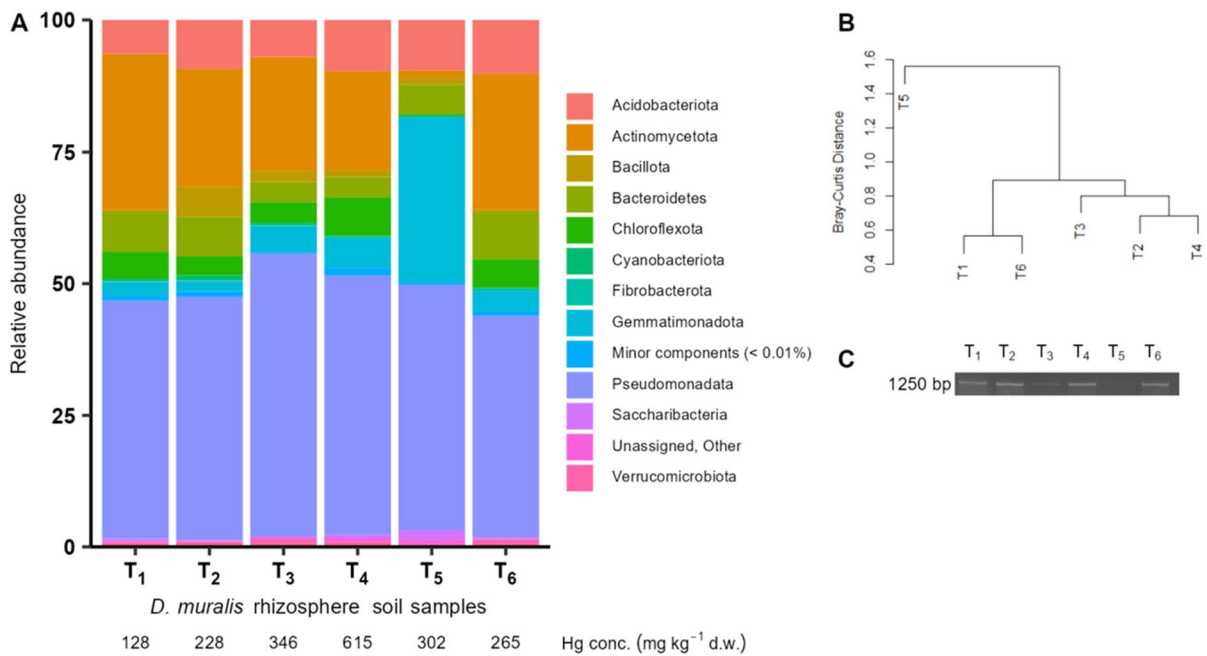 A
100
75
50
25
0
Relative abundance
T1 T2 T3 T4 T5 T6
D. muralis rhizosphere soil samples
128 228 346 615 302 265 Hg conc. (mg kg⁻¹ d.w.)
Acidobacteriota
Actinomycetota
Bacillota
Bacteroidetes
Chloroflexota
Cyanobacteriota
Fibrobacterota
Gemmatimonadota
Minor components (< 0.01%)
Pseudomonadata
Saccharibacteria
Unassigned, Other
Verrucomicrobiota
B
Bray-Curtis Distance
1.6
1.4
1.2
1.0
0.8
0.6
0.4
T5
T3
T2 T4
T1 T6
C
T1 T2 T3 T4 T5 T6
1250 bp